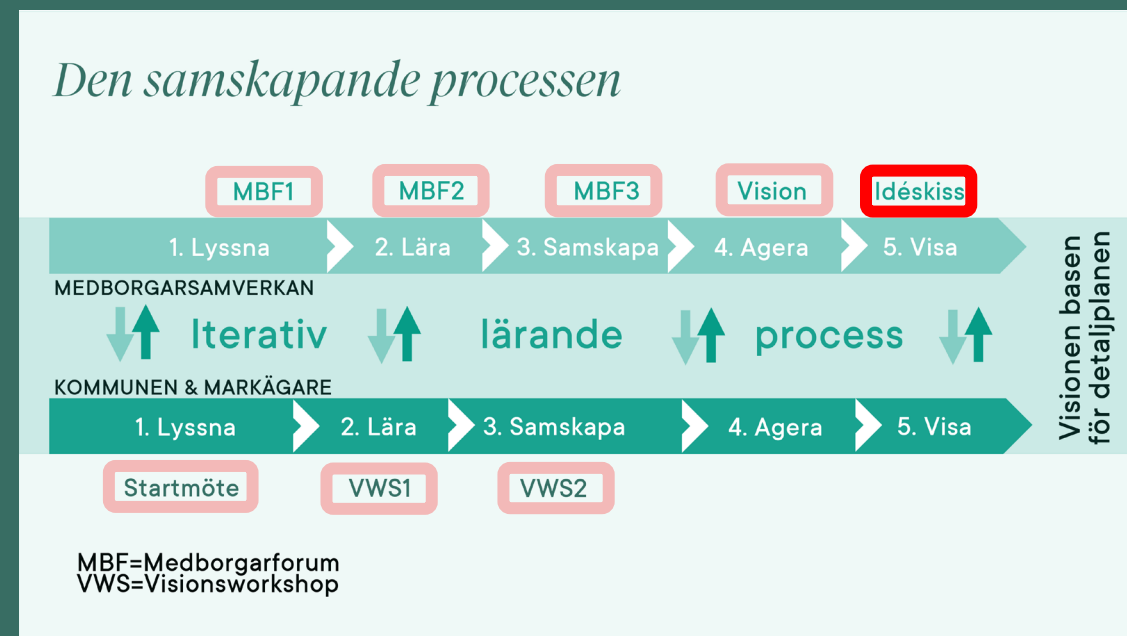 Den samskapande processen
MBF1 MBF2 MBF3 Vision Idéskiss
1. Lyssna 2. Lära 3. Samskapa 4. Agera 5. Visa
MEDBORGARSAMVERKAN
Iterativ lärande process
KOMMUNEN & MARKÄGARE
1. Lyssna 2. Lära 3. Samskapa 4. Agera 5. Visa
Startmöte VWS1 VWS2
Visionen basen
för detaljplanen
MBF=Medborgarforum
VWS=Visionsworkshop